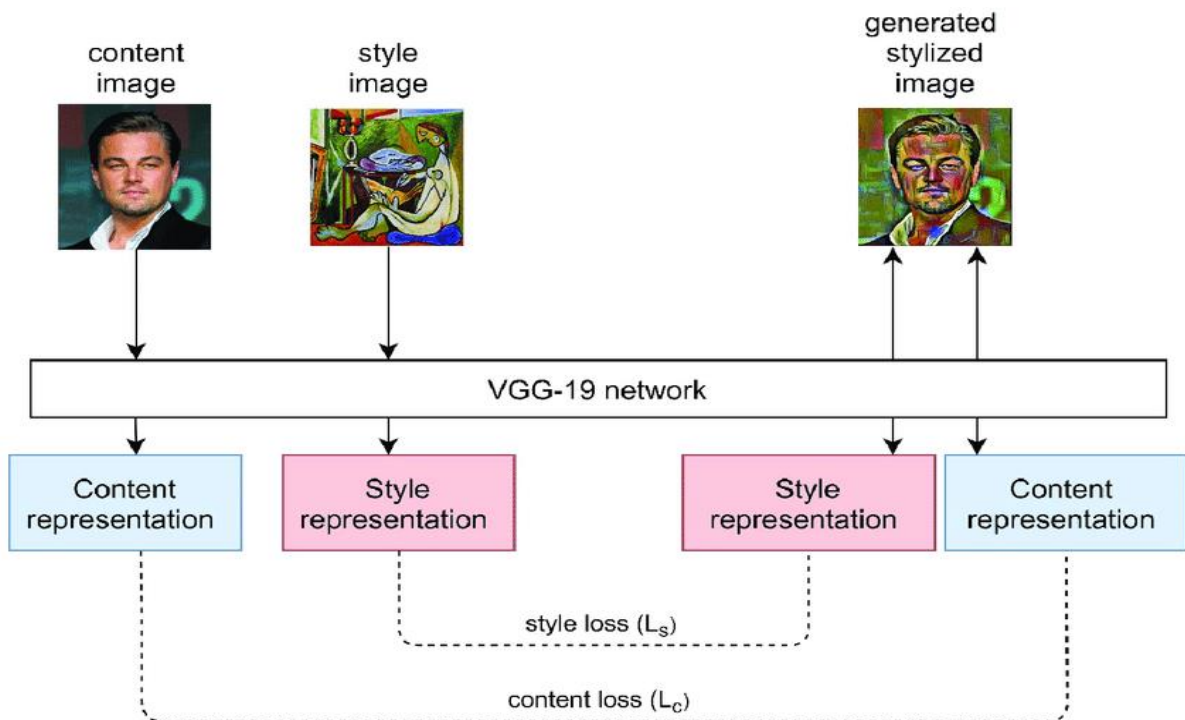 content
image
style
image
generated
stylized
image
VGG-19 network
Content
representation
Style
representation
Style
representation
Content
representation
style loss (Ls)
content loss (Lc)